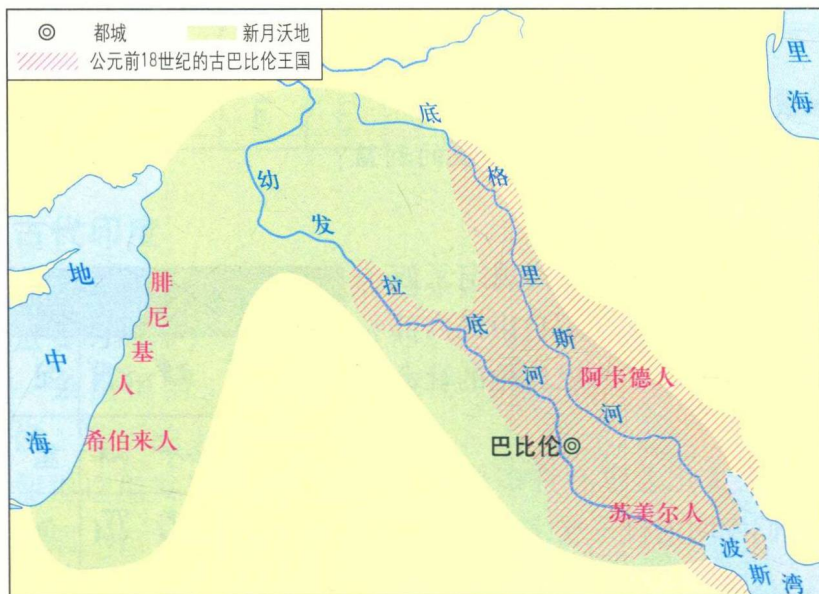 都城
新月沃地
公元前18世纪的古巴比伦王国
里海
底格里斯河
幼发拉底河
地中海
腓尼基人
希伯来人
阿卡德人
巴比伦
苏美尔人
波斯湾